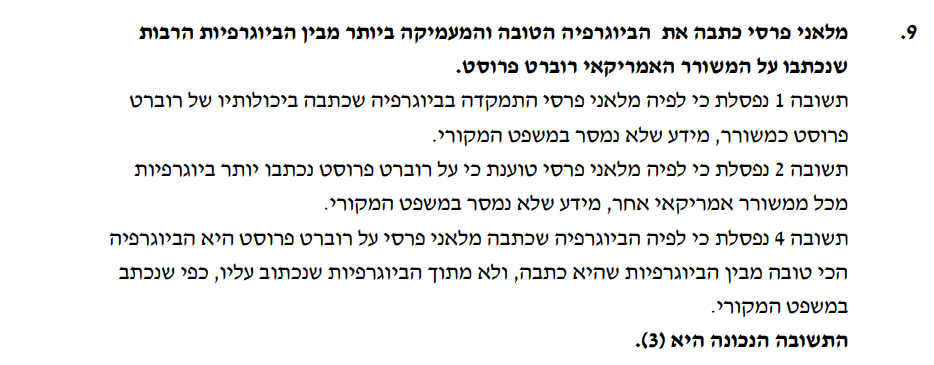 9. מלאני פרסי כתבה את הביוגרפיה הטובה והמעמיקה ביותר מבין הביוגרפיות הרבות
שנכתבו על המשורר האמריקאי רוברט פרוסט.
תשובה 1 נפסלת כי לפיה מלאני פרסי התמקדה בביוגרפיה שכתבה ביכולותיו של רוברט
פרוסט כמשורר, מידע שלא נמסר במשפט המקורי.
תשובה 2 נפסלת כי לפיה מלאני פרסי טוענת כי על רוברט פרוסט נכתבו יותר ביוגרפיות
מכל ממשורר אמריקאי אחר, מידע שלא נמסר במשפט המקורי.
תשובה 4 נפסלת כי לפיה הביוגרפיה שכתבה מלאני פרסי על רוברט פרוסט היא הביוגרפיה
הכי טובה מבין הביוגרפיות שהיא כתבה, ולא מתוך הביוגרפיות שנכתוב עליו, כפי שנכתב
במשפט המקורי.
התשובה הנכונה היא (3).